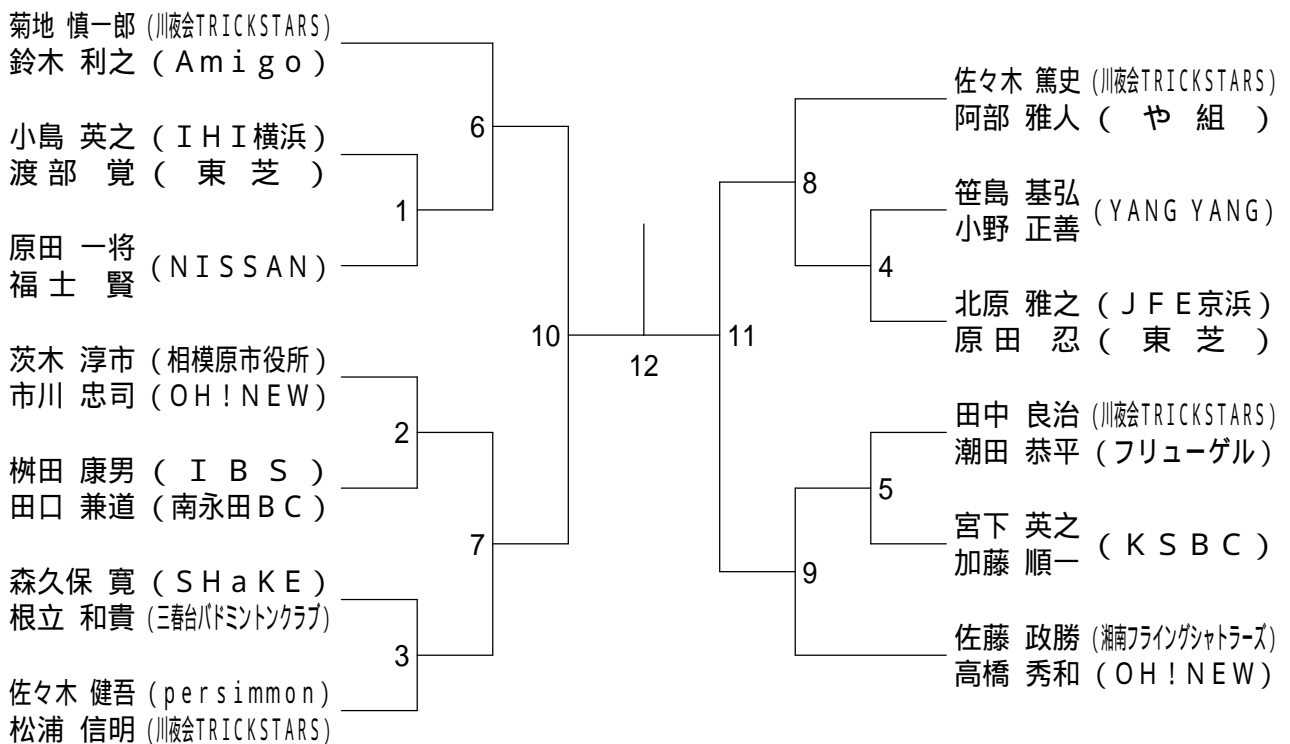 菊地 慎一郎 (川崎夜会TRICKSTARS)
鈴木 利之 (Amigo)
小島 英之 (IHI横浜)
渡部 覚 (東芝)
原田 一将
福士 賢
(NISSAN)
茨木 淳市 (相模原市役所)
市川 忠司 (OH!NEW)
桝田 康男 (IBS)
田口 兼道 (南永田BC)
森久保 寛 (SHaKE)
根立 和貴 (三春台バドミントンクラブ)
佐々木 健吾 (persimmon)
松浦 信明 (川夜会TRICKSTARS)
6
1
10
2
7
3
12
8
11
4
5
9
佐々木 篤史 (川夜会TRICKSTARS)
阿部 雅人 (や組)
笹島 基弘
小野 正善
(YANG YANG)
北原 雅之 (JFE京浜)
原田 忍 (東芝)
田中 良治 (川夜会TRICKSTARS)
潮田 恭平 (フリューゲル)
宮下 英之
加藤 順一
(KSBC)
佐藤 政勝 (湘南フライングシャトラーズ)
高橋 秀和 (OH!NEW)